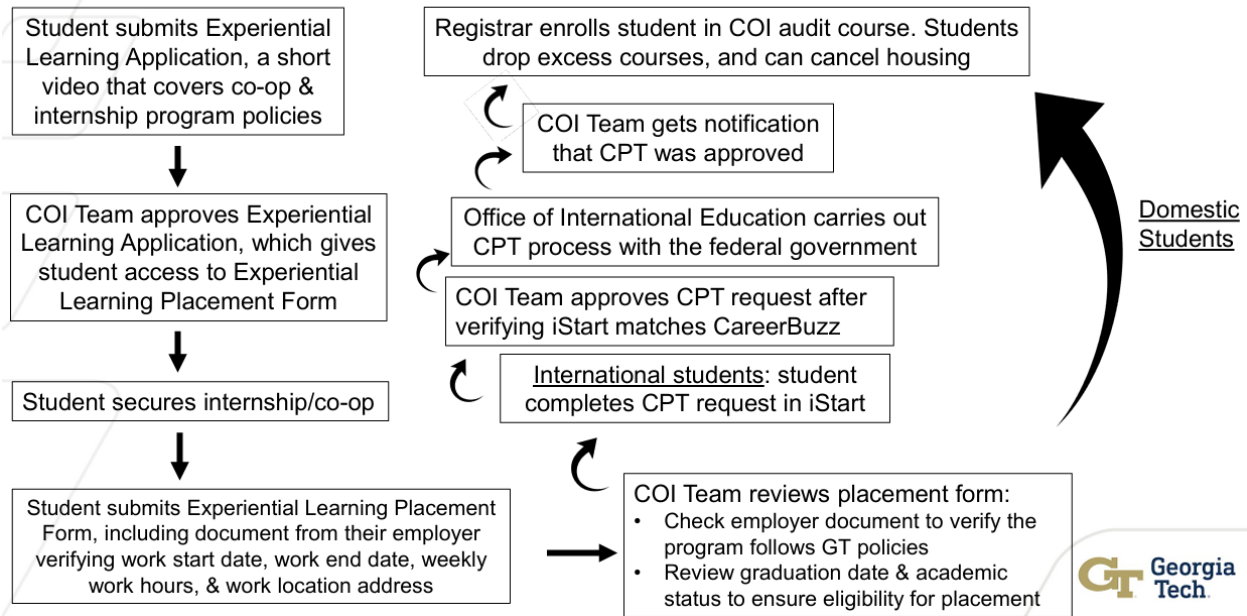 Student submits Experiential
Learning Application, a short
video that covers co-op &
internship program policies
COI Team approves Experiential
Learning Application, which gives
student access to Experiential
Learning Placement Form
Student secures internship/co-op
Student submits Experiential Learning Placement
Form, including document from their employer
verifying work start date, work end date, weekly
work hours, & work location address
COI Team reviews placement form:
• Check employer document to verify the
program follows GT policies
• Review graduation date & academic
status to ensure eligibility for placement
International students: student
completes CPT request in iStart
COI Team approves CPT request after
verifying iStart matches CareerBuzz
Office of International Education carries out
CPT process with the federal government
COI Team gets notification
that CPT was approved
Registrar enrolls student in COI audit course. Students
drop excess courses, and can cancel housing
Domestic
Students
GT Georgia
Tech